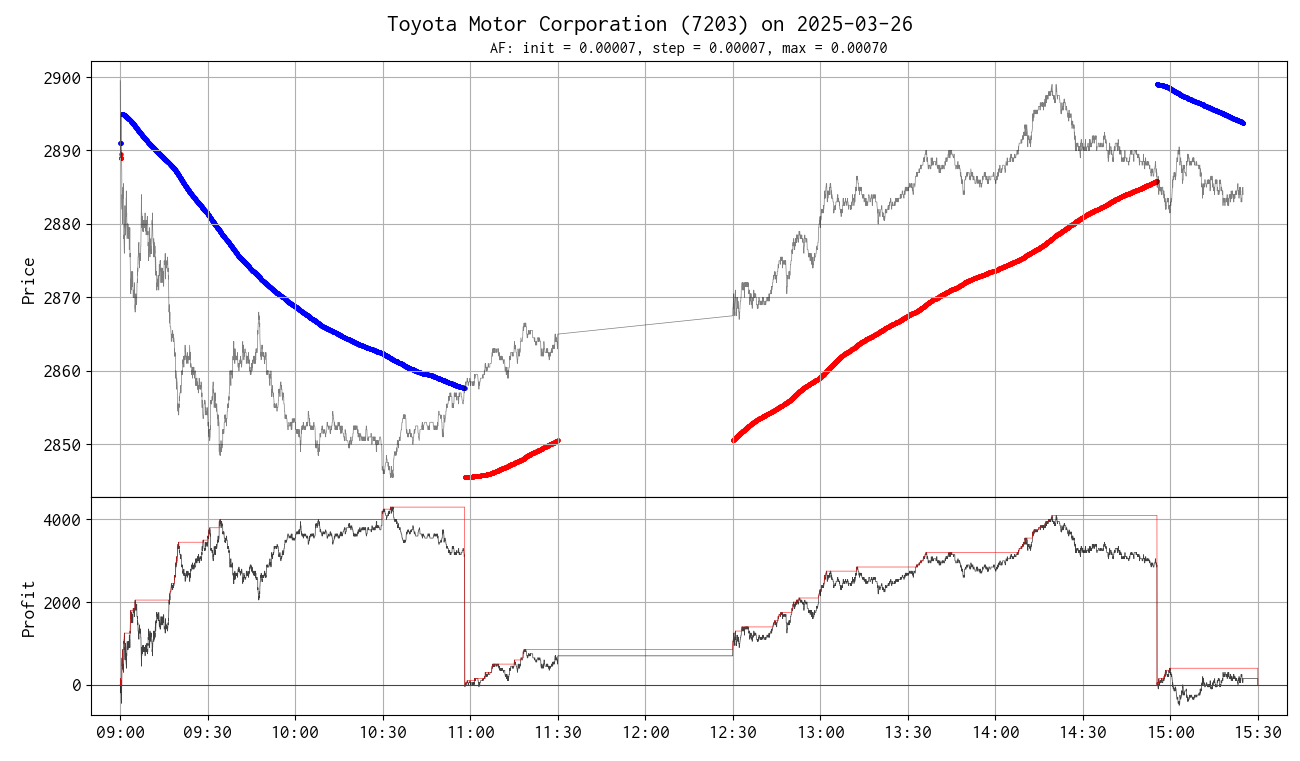 Toyota Motor Corporation (7203) on 2025-03-26
AF: init = 0.00007, step = 0.00007, max = 0.00070
2900
2890
2880
2870
2860
2850
Price
4000
2000
0
Profit
09:00 09:30 10:00 10:30 11:00 11:30 12:00 12:30 13:00 13:30 14:00 14:30 15:00 15:30